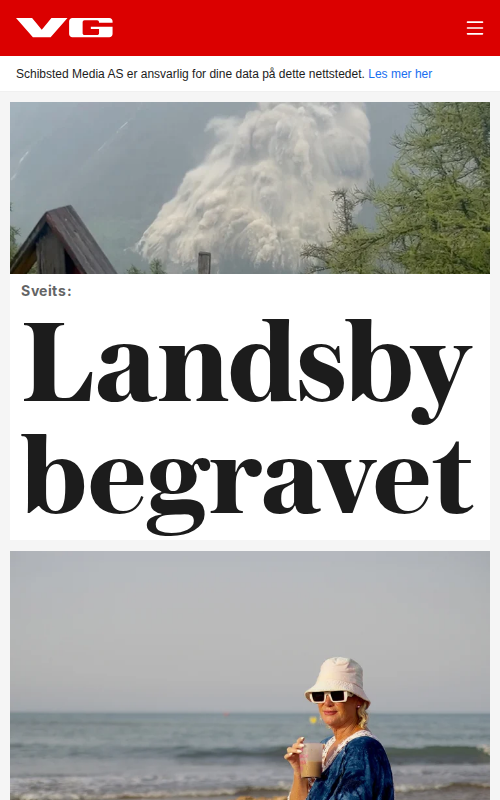 VG
Schibsted Media AS er ansvarlig for dine data på dette nettstedet. Les mer her
Sveits:
Landsby
begravet